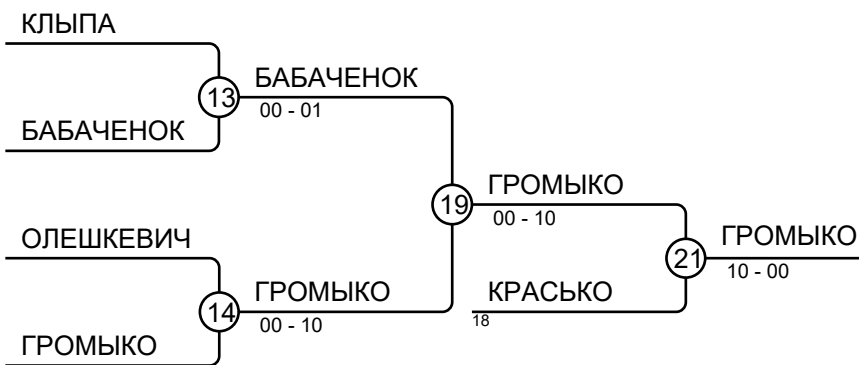 КЛЫПА
13
БАБАЧЕНОК
00 - 01
БАБАЧЕНОК
19
ГРОМЫКО
00 - 10
ОЛЕШКЕВИЧ
21
ГРОМЫКО
10 - 00
14
ГРОМЫКО
00 - 10
КРАСЬКО
18
ГРОМЫКО